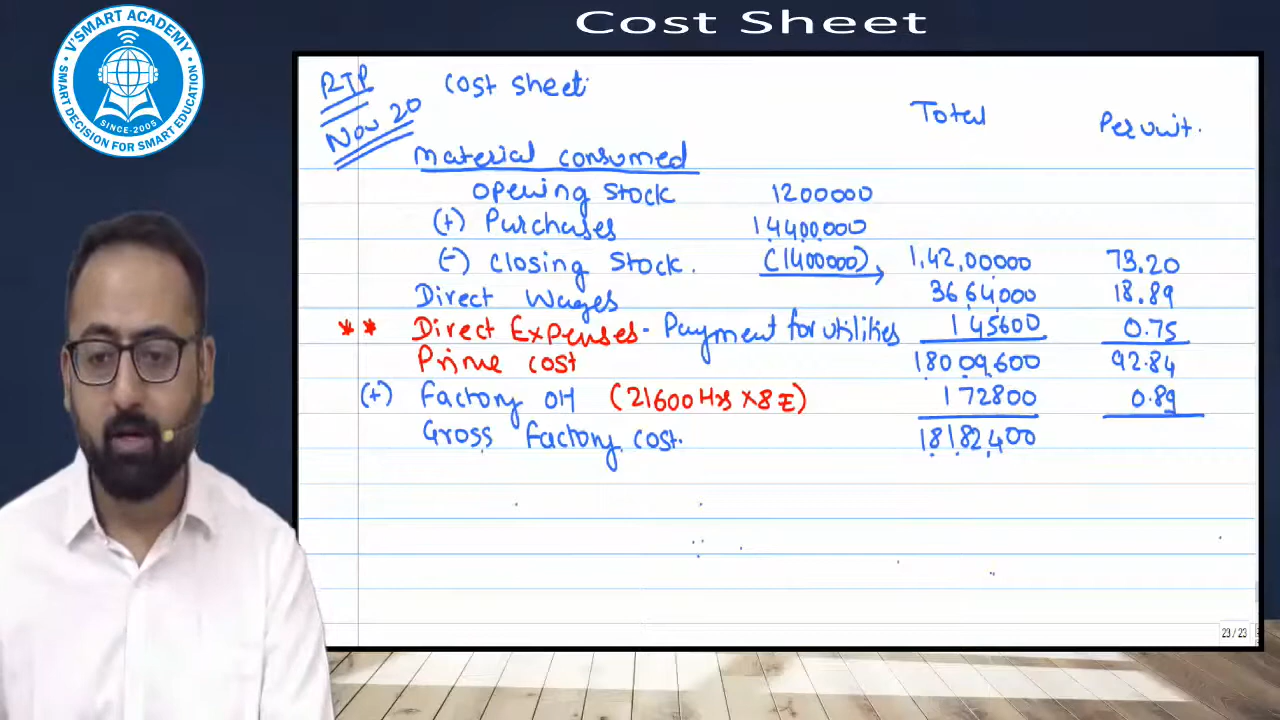 Cost Sheet
V'SMART ACADEMY
SINCE-2005
SMART DECISION FOR SMART EDUCATION
RTP
Nov 20
Cost sheet
Total
Per unit.
Material consumed
Opening Stock 1200000
(+) Purchases 14400000
(-) Closing Stock. (1400000) 1,42,00000 73.20
Direct Wages 3664000 18.89
** Direct Expenses - Payment for utilities 145600 0.75
Prime cost 18009600 92.84
(+) Factory OH (21600 Hrs X 8₹) 172800 0.89
Gross Factory cost. 18182400
23 / 23